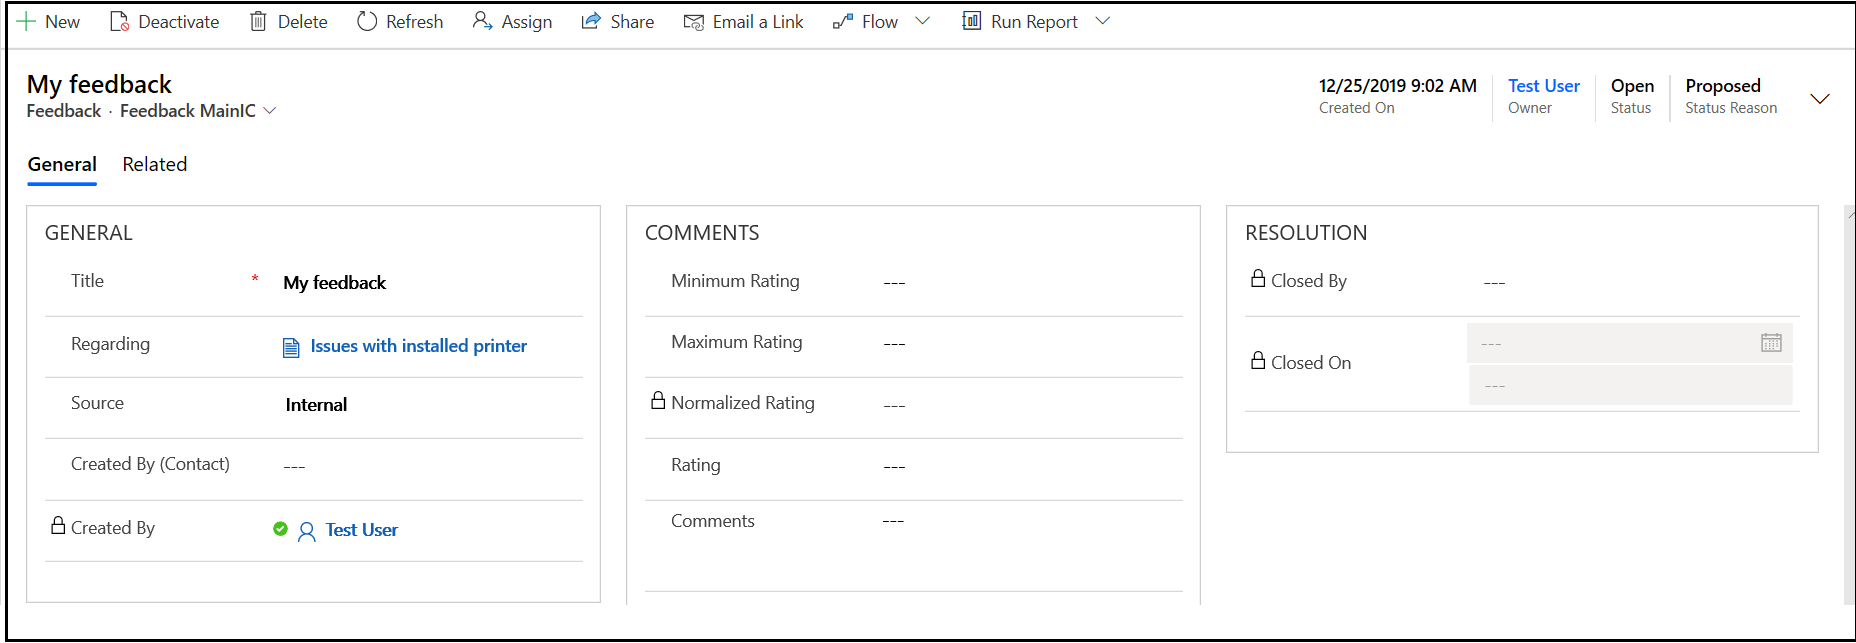 New Deactivate Delete Refresh Assign Share Email a Link Flow Run Report
My feedback
Feedback · Feedback MainIC
12/25/2019 9:02 AM
Created On
Test User
Owner
Open
Status
Proposed
Status Reason
General Related
GENERAL
Title * My feedback
Regarding Issues with installed printer
Source Internal
Created By (Contact) ---
Created By Test User
COMMENTS
Minimum Rating ---
Maximum Rating ---
Normalized Rating ---
Rating ---
Comments ---
RESOLUTION
Closed By ---
Closed On ---
---